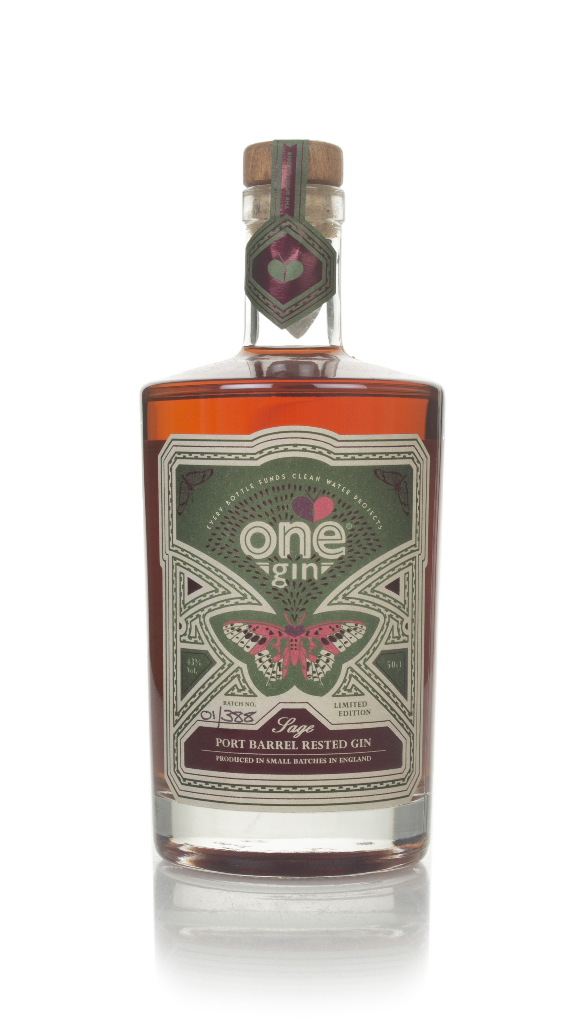 EVERY BOTTLE FUNDS CLEAN WATER PROJECTS
one®
gin
43%
Vol.
50cl
BATCH NO.
01/388
LIMITED
EDITION
Sage
PORT BARREL RESTED GIN
PRODUCED IN SMALL BATCHES IN ENGLAND